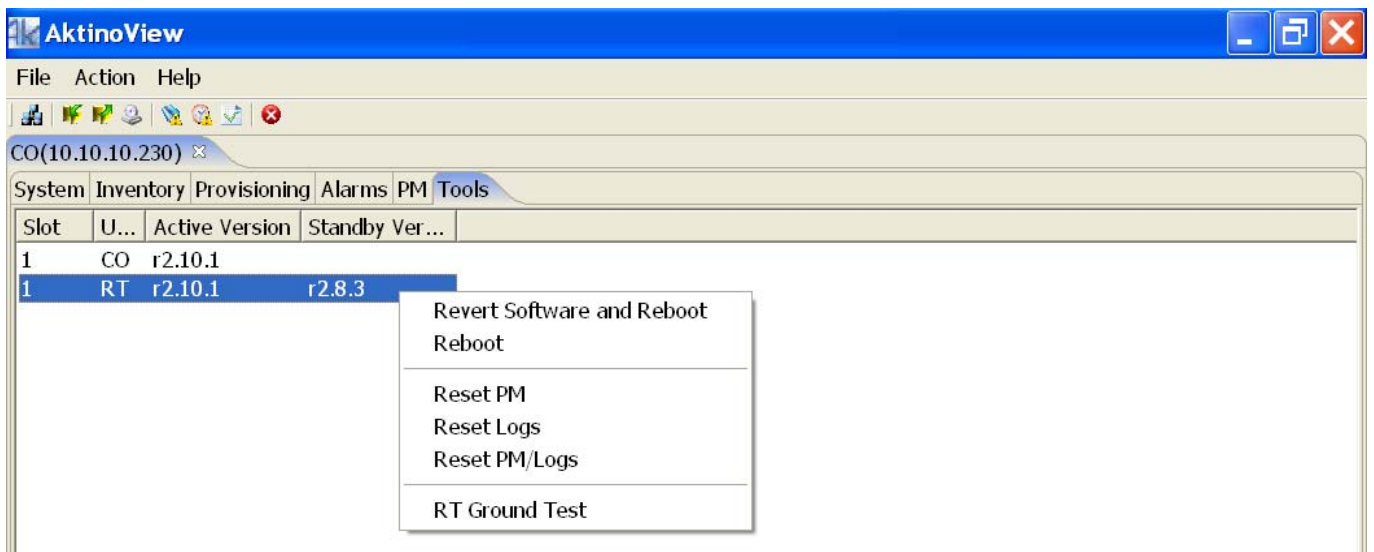 AktinoView
File Action Help
CO(10.10.10.230)
System Inventory Provisioning Alarms PM Tools
Slot U... Active Version Standby Ver...
1 CO r2.10.1
1 RT r2.10.1 r2.8.3
Revert Software and Reboot
Reboot
Reset PM
Reset Logs
Reset PM/Logs
RT Ground Test